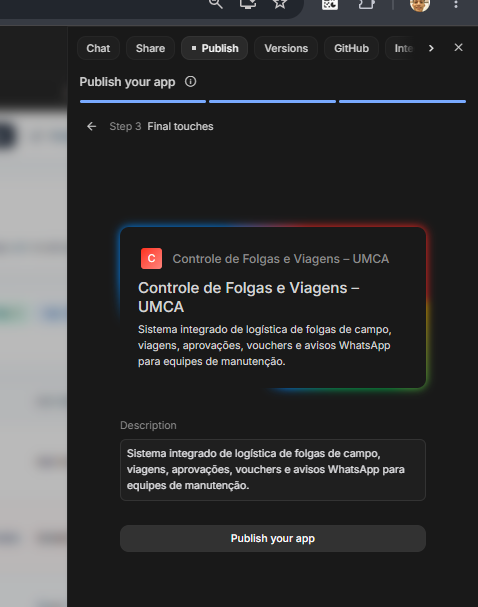 Chat Share Publish Versions GitHub Inte
Publish your app
Step 3 Final touches
C Controle de Folgas e Viagens – UMCA
Controle de Folgas e Viagens –
UMCA
Sistema integrado de logística de folgas de campo,
viagens, aprovações, vouchers e avisos WhatsApp
para equipes de manutenção.
Description
Sistema integrado de logística de folgas de campo,
viagens, aprovações, vouchers e avisos WhatsApp para
equipes de manutenção.
Publish your app